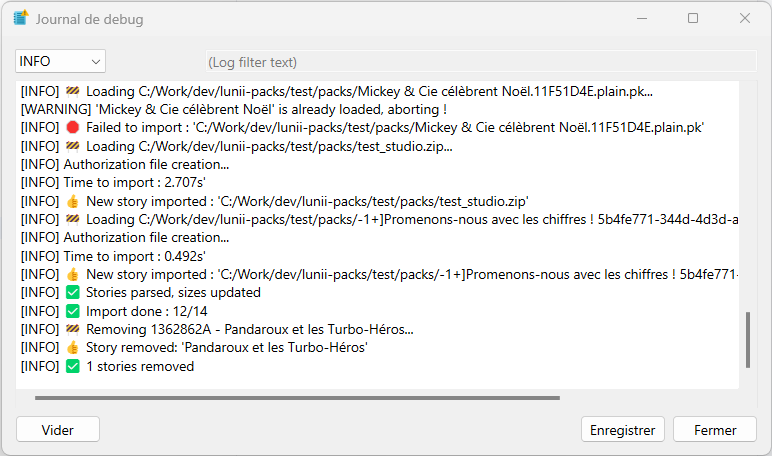 Journal de debug
INFO
(Log filter text)
[INFO] 🚧 Loading C:/Work/dev/lunii-packs/test/packs/Mickey & Cie célèbrent Noël.11F51D4E.plain.pk...
[WARNING] 'Mickey & Cie célèbrent Noël' is already loaded, aborting !
[INFO] 🛑 Failed to import : 'C:/Work/dev/lunii-packs/test/packs/Mickey & Cie célèbrent Noël.11F51D4E.plain.pk'
[INFO] 🚧 Loading C:/Work/dev/lunii-packs/test/packs/test_studio.zip...
[INFO] Authorization file creation...
[INFO] Time to import : 2.707s'
[INFO] 👍 New story imported : 'C:/Work/dev/lunii-packs/test/packs/test_studio.zip'
[INFO] 🚧 Loading C:/Work/dev/lunii-packs/test/packs/-1+]Promenons-nous avec les chiffres ! 5b4fe771-344d-4d3d-a
[INFO] Authorization file creation...
[INFO] Time to import : 0.492s'
[INFO] 👍 New story imported : 'C:/Work/dev/lunii-packs/test/packs/-1+]Promenons-nous avec les chiffres ! 5b4fe771-
[INFO] ✅ Stories parsed, sizes updated
[INFO] ✅ Import done : 12/14
[INFO] 🚧 Removing 1362862A - Pandaroux et les Turbo-Héros...
[INFO] 👍 Story removed: 'Pandaroux et les Turbo-Héros'
[INFO] ✅ 1 stories removed
Vider
Enregistrer
Fermer